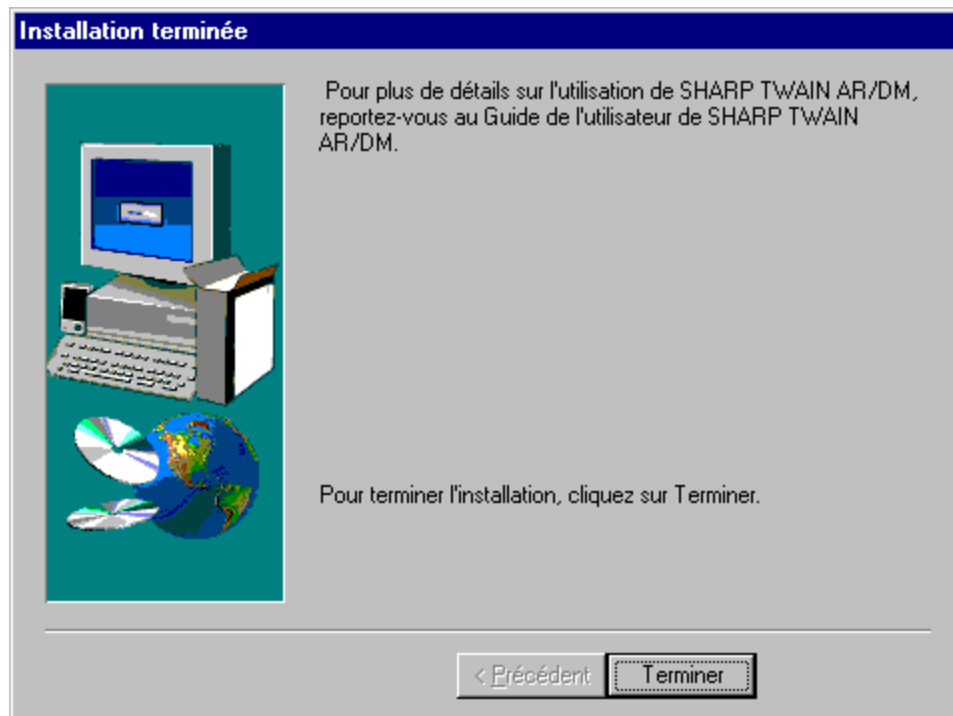 Installation terminée
Pour plus de détails sur l'utilisation de SHARP TWAIN AR/DM,
reportez-vous au Guide de l'utilisateur de SHARP TWAIN
AR/DM.
Pour terminer l'installation, cliquez sur Terminer.
< Précédent
Terminer